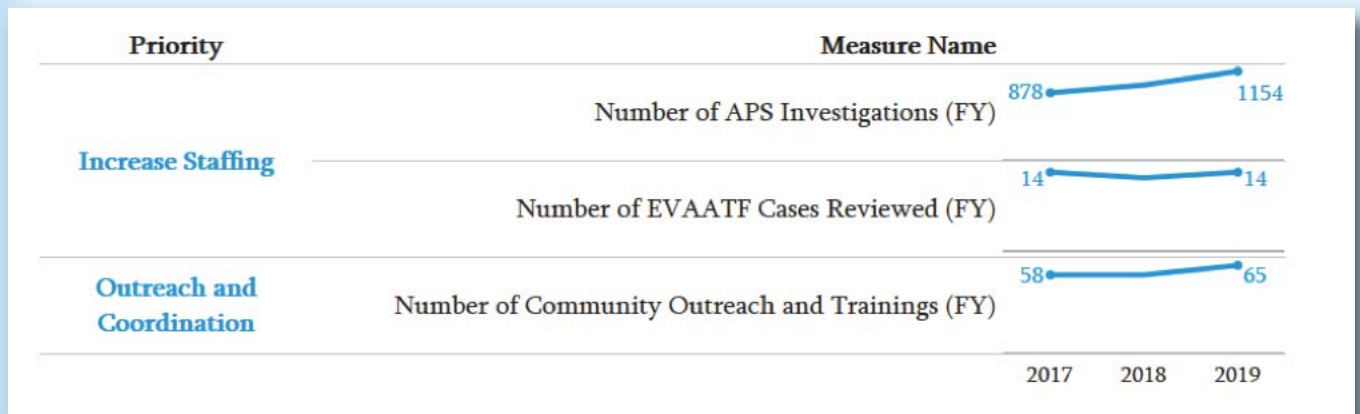 Priority Measure Name
878 1154
Number of APS Investigations (FY)
Increase Staffing
14 14
Number of EVAATF Cases Reviewed (FY)
58 65
Outreach and
Coordination
Number of Community Outreach and Trainings (FY)
2017 2018 2019